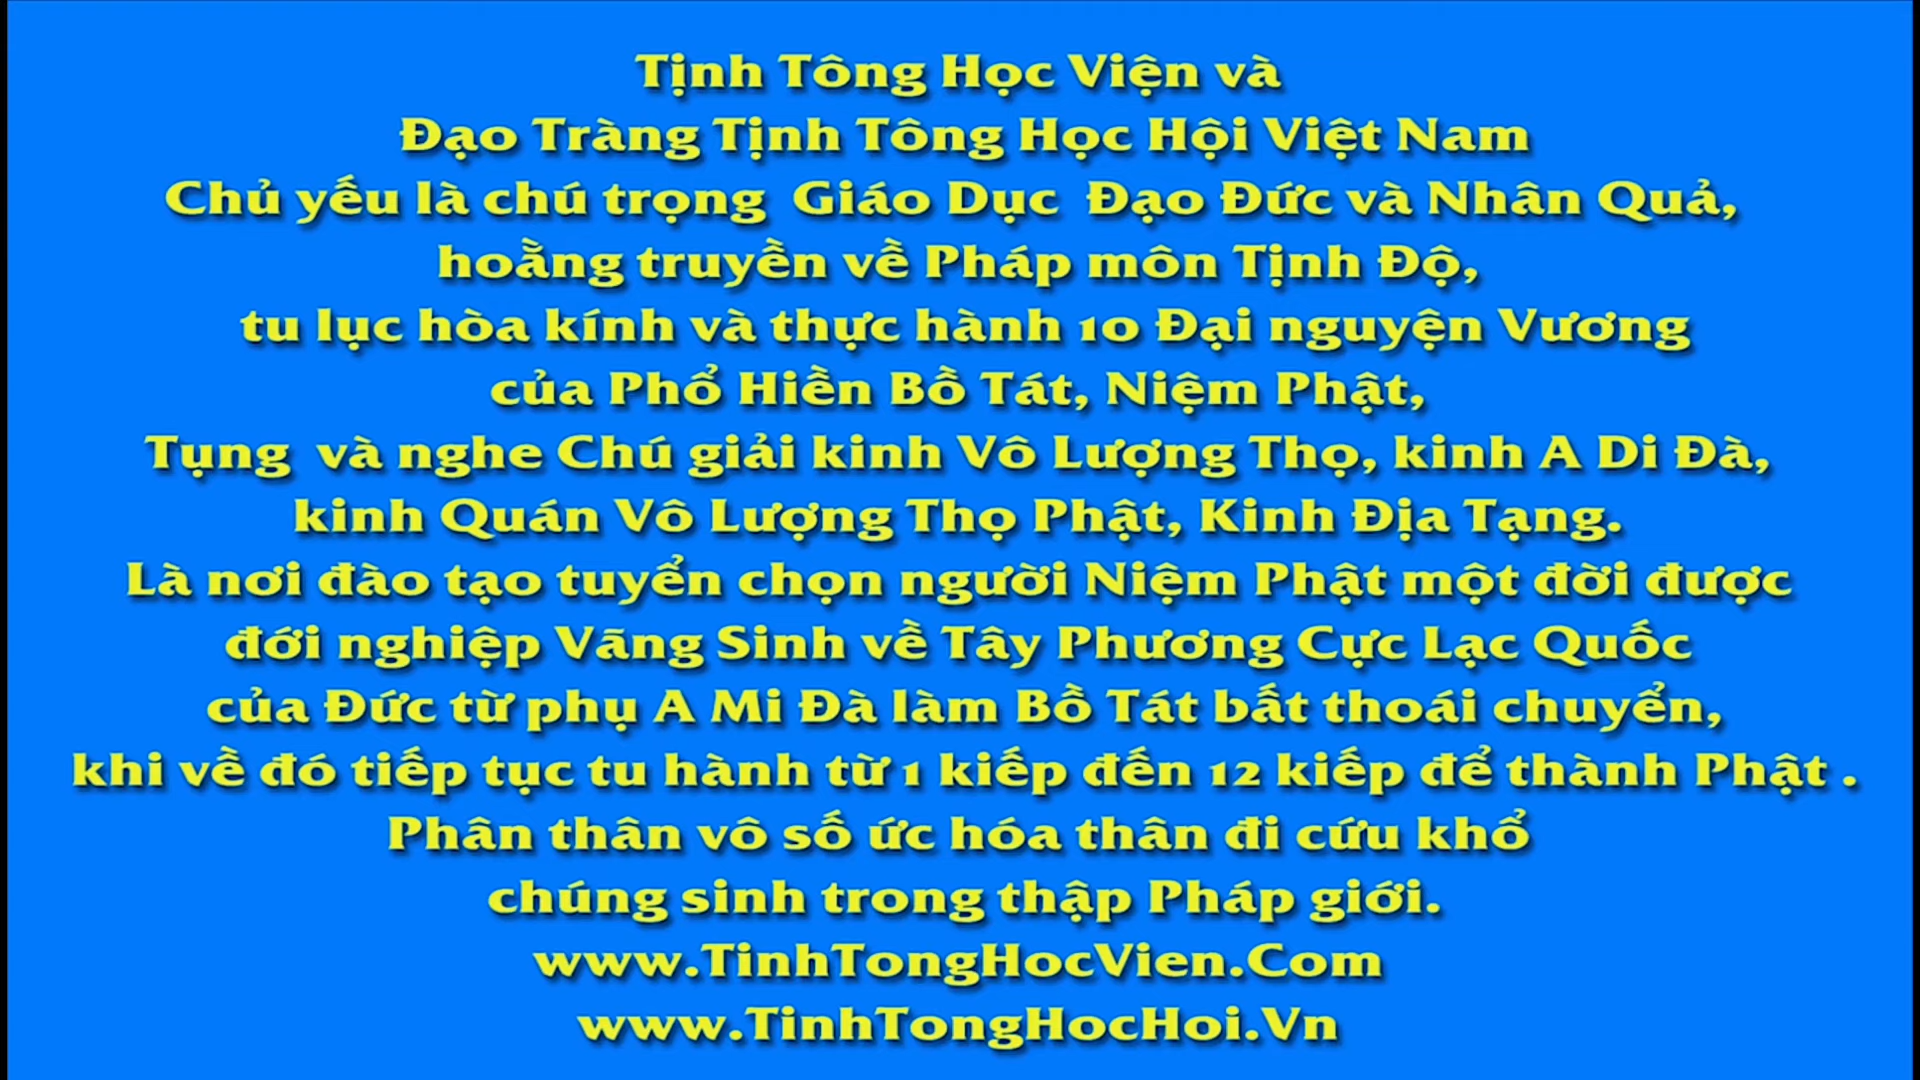 Tịnh Tông Học Viện và
Đạo Tràng Tịnh Tông Học Hội Việt Nam
Chủ yếu là chú trọng Giáo Dục Đạo Đức và Nhân Quả,
hoằng truyền về Pháp môn Tịnh Độ,
tu lục hòa kính và thực hành 10 Đại nguyện Vương
của Phổ Hiền Bồ Tát, Niệm Phật,
Tụng và nghe Chú giải kinh Vô Lượng Thọ, kinh A Di Đà,
kinh Quán Vô Lượng Thọ Phật, Kinh Địa Tạng.
Là nơi đào tạo tuyển chọn người Niệm Phật một đời được
đới nghiệp Vãng Sinh về Tây Phương Cực Lạc Quốc
của Đức từ phụ A Mi Đà làm Bồ Tát bất thoái chuyển,
khi về đó tiếp tục tu hành từ 1 kiếp đến 12 kiếp để thành Phật .
Phân thân vô số ức hóa thân đi cứu khổ
chúng sinh trong thập Pháp giới.
www.TinhTongHocVien.Com
www.TinhTongHocHoi.Vn